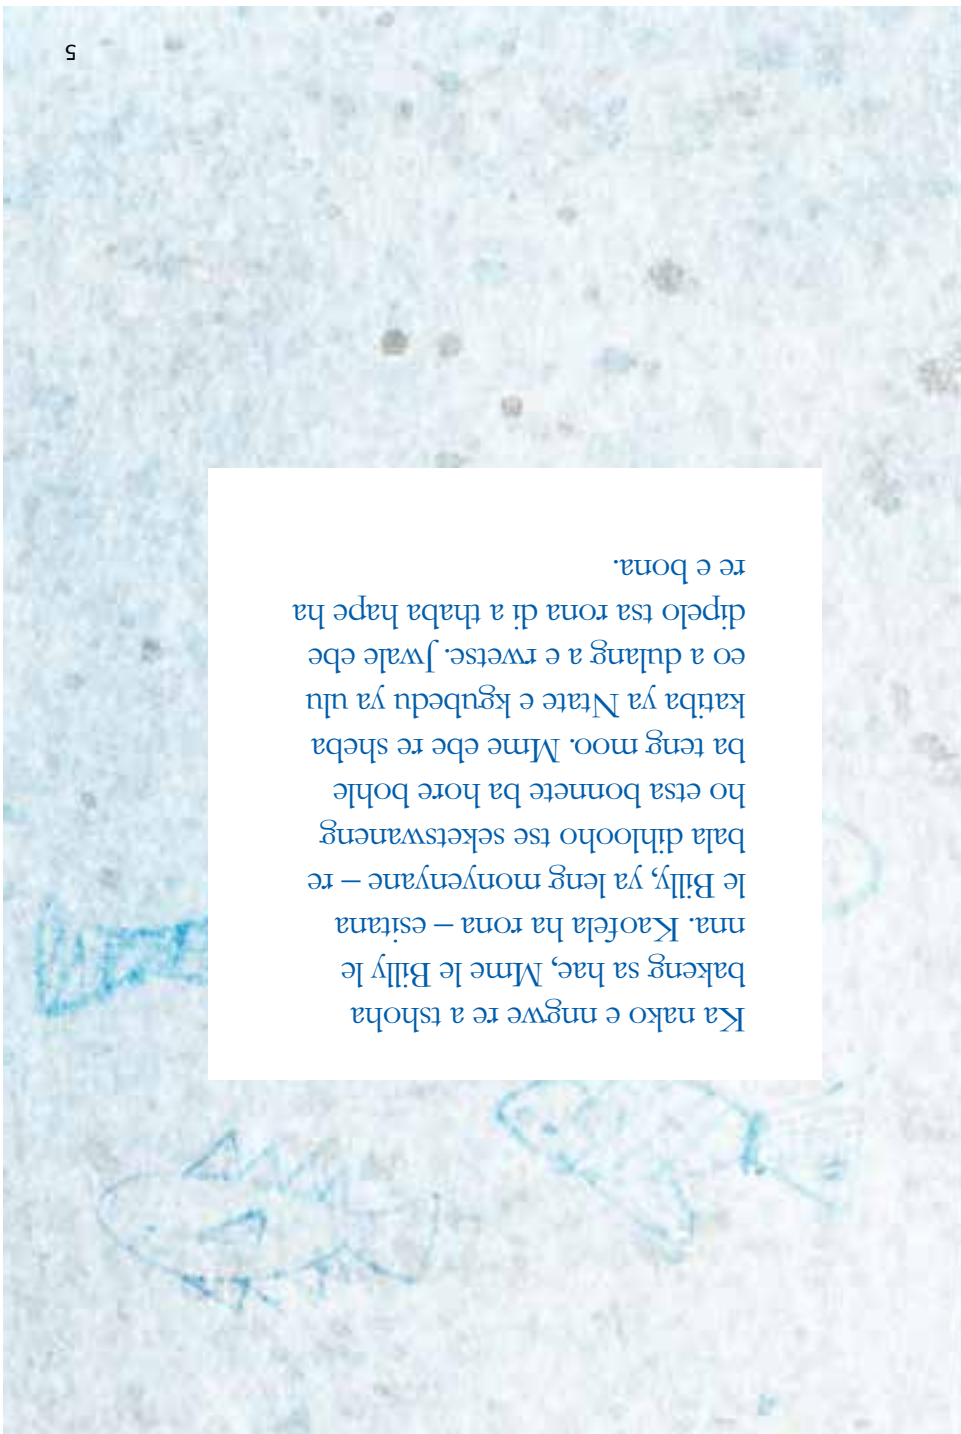 Ka nako e nngwe re a tshoha
bakeng sa hae, Mme le Billy le
nna. Kaofela ha rona – esitana
le Billy, ya leng monyenyane – re
bala dihlooho tse seketswaneng
ho etsa bonnete ba hore bohle
ba teng moo. Mme ebe re sheba
katiba ya Ntate e kgubedu ya ulu
eo a dulang a e rwetse. Jwale ebe
dipelo tsa rona di a thaba hape ha
re e bona.
5